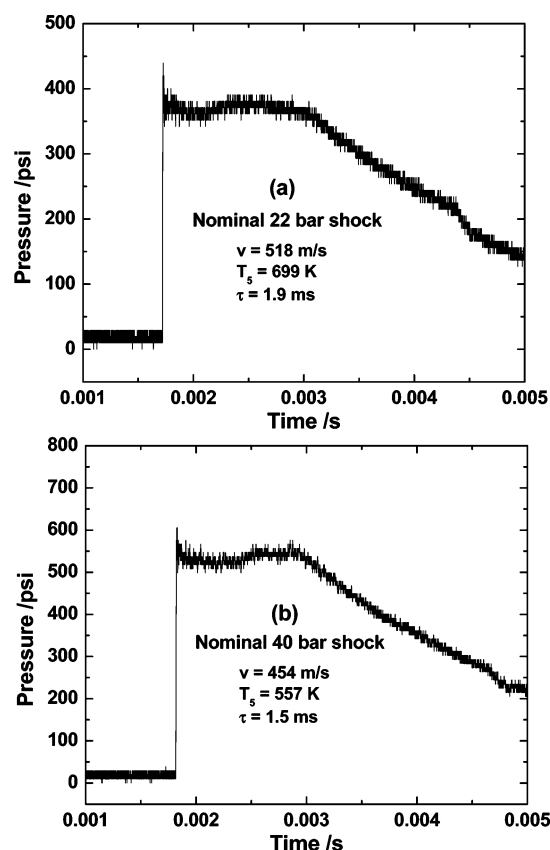 500
400
300
200
100
0
Pressure /psi
(a)
Nominal 22 bar shock
v = 518 m/s
T5 = 699 K
τ = 1.9 ms
0.001 0.002 0.003 0.004 0.005
Time /s
800
700
600
500
400
300
200
100
0
Pressure /psi
(b)
Nominal 40 bar shock
v = 454 m/s
T5 = 557 K
τ = 1.5 ms
0.001 0.002 0.003 0.004 0.005
Time /s